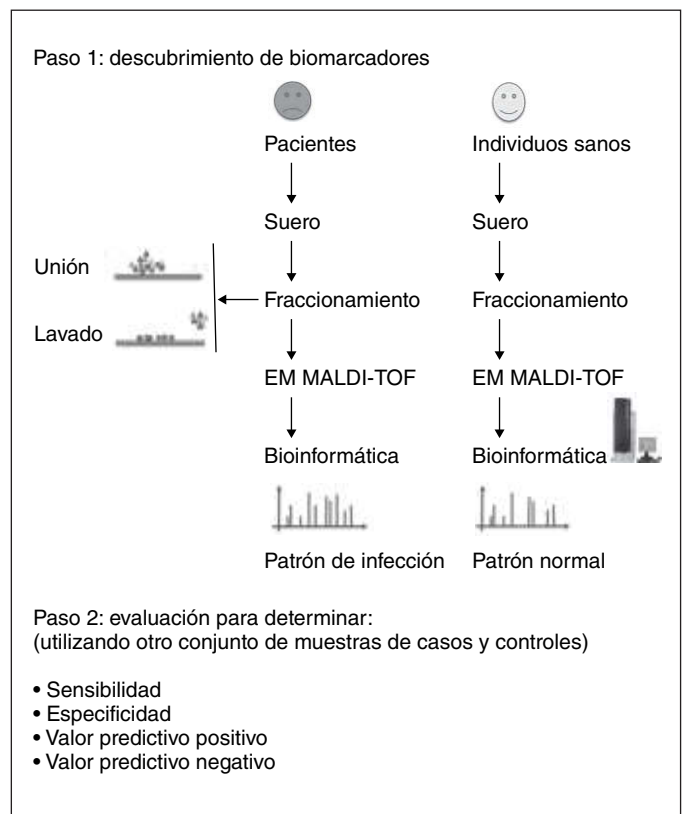 Paso 1: descubrimiento de biomarcadores
Pacientes
Individuos sanos
Suero
Suero
Unión
Fraccionamiento
Fraccionamiento
Lavado
EM MALDI-TOF
EM MALDI-TOF
Bioinformática
Bioinformática
Patrón de infección
Patrón normal
Paso 2: evaluación para determinar:
(utilizando otro conjunto de muestras de casos y controles)
• Sensibilidad
• Especificidad
• Valor predictivo positivo
• Valor predictivo negativo